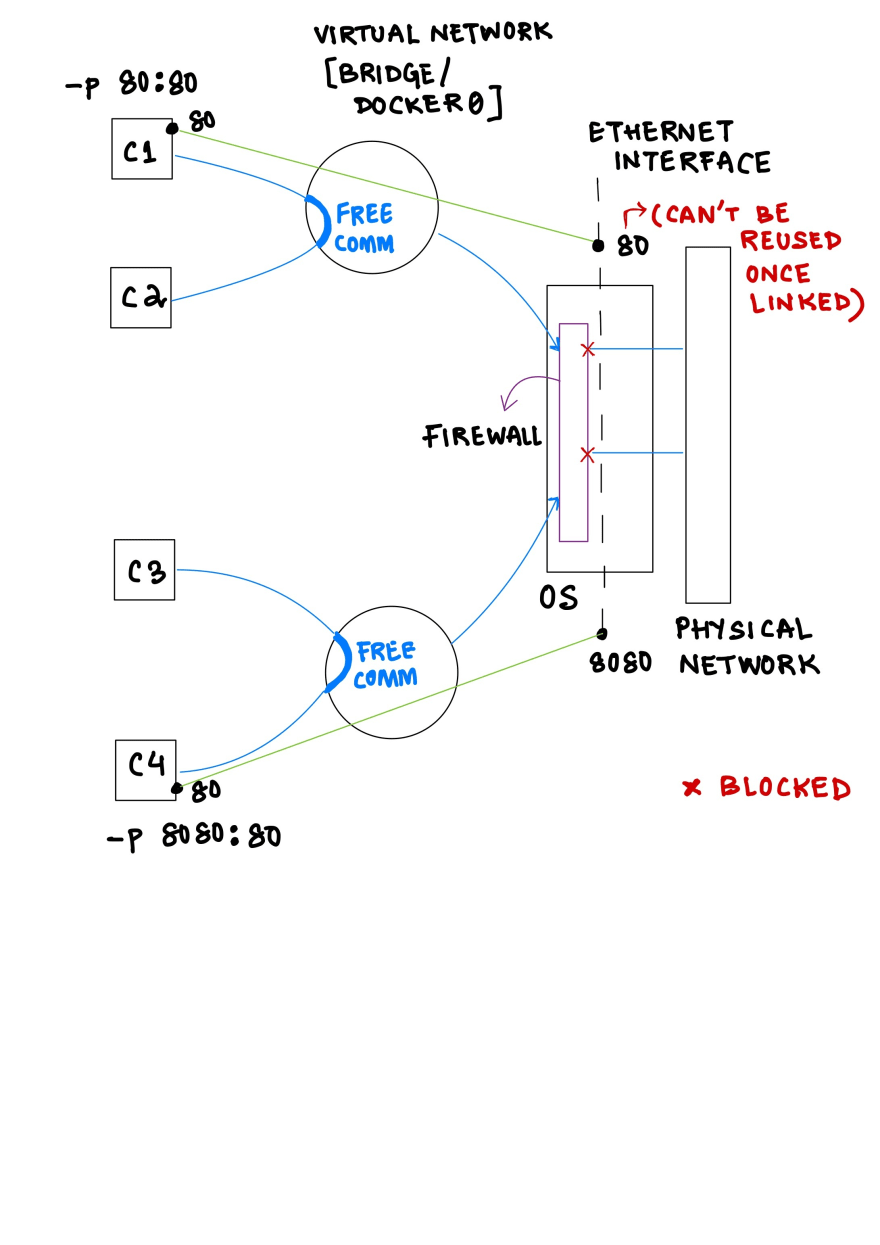 VIRTUAL NETWORK
[BRIDGE/
DOCKER0]
-P 80:80
80
C1
FREE
COMM
C2
ETHERNET
INTERFACE
80
(CAN'T BE
REUSED
ONCE
LINKED)
FIREWALL
C3
OS
FREE
COMM
8080
PHYSICAL
NETWORK
C4
80
-P 8080:80
x BLOCKED